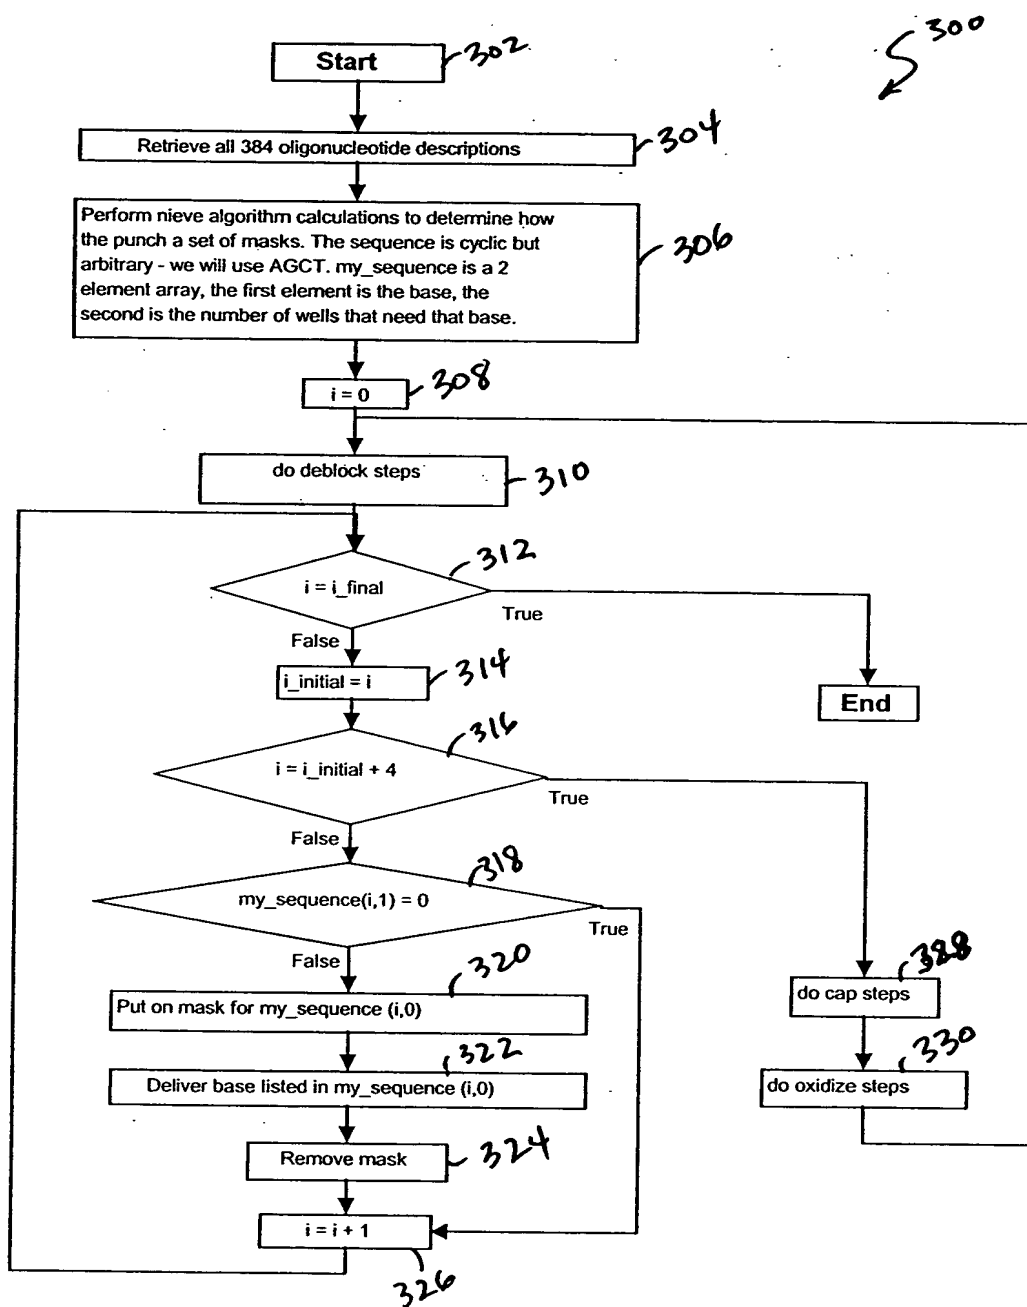 300
Start
302
Retrieve all 384 oligonucleotide descriptions
304
Perform nieve algorithm calculations to determine how
the punch a set of masks. The sequence is cyclic but
arbitrary - we will use AGCT. my_sequence is a 2
element array, the first element is the base, the
second is the number of wells that need that base.
306
i = 0
308
do deblock steps
310
i = i_final
312
True
False
i_initial = i
314
End
i = i_initial + 4
316
True
False
my_sequence(i,1) = 0
318
True
False
Put on mask for my_sequence (i,0)
320
do cap steps
388
Deliver base listed in my_sequence (i,0)
322
do oxidize steps
330
Remove mask
324
i = i + 1
326